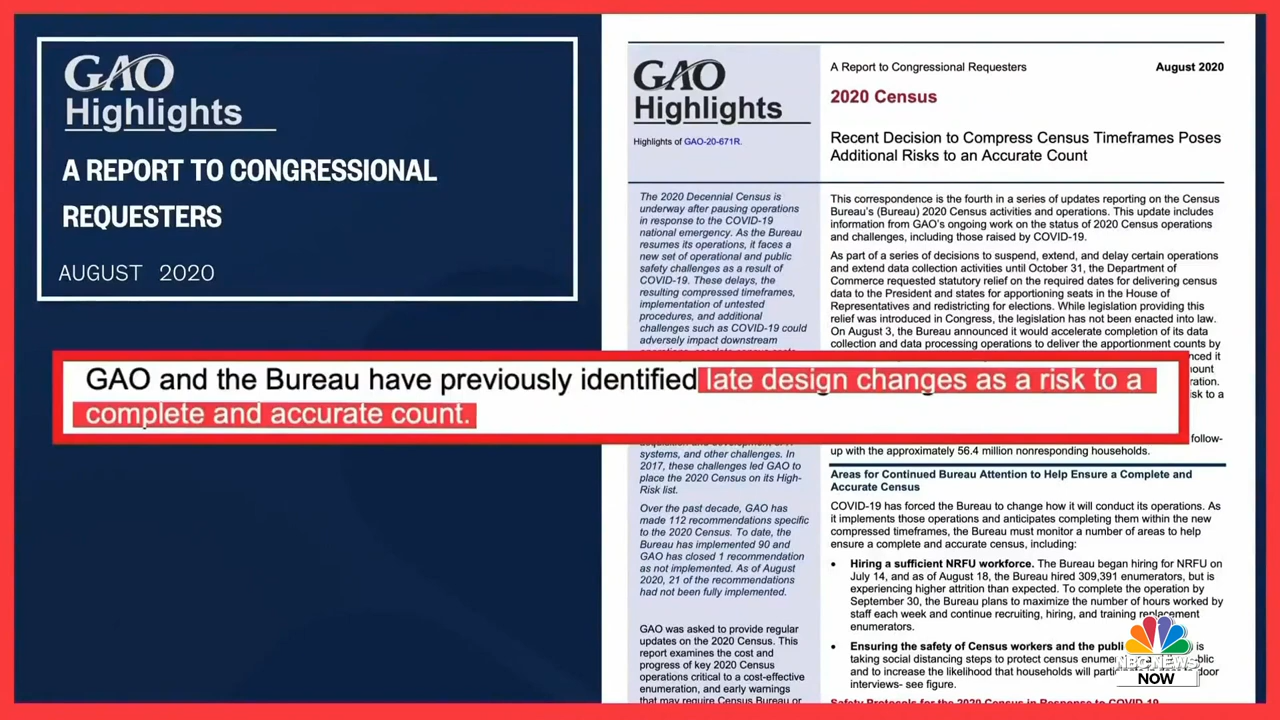 GAO
Highlights
A REPORT TO CONGRESSIONAL
REQUESTERS
AUGUST 2020
GAO and the Bureau have previously identified late design changes as a risk to a
complete and accurate count.
GAO
Highlights
Highlights of GAO-20-671R.
The 2020 Decennial Census is
underway after pausing operations
in response to the COVID-19
national emergency. As the Bureau
resumes its operations, it faces a
new set of operational and public
safety challenges as a result of
COVID-19. These delays, the
resulting compressed timeframes,
implementation of untested
procedures, and additional
challenges such as COVID-19 could
adversely impact downstream
systems, and other challenges. In
2017, these challenges led GAO to
place the 2020 Census on its High-
Risk list.
Over the past decade, GAO has
made 112 recommendations specific
to the 2020 Census. To date, the
Bureau has implemented 90 and
GAO has closed 1 recommendation
as not implemented. As of August
2020, 21 of the recommendations
had not been fully implemented.
GAO was asked to provide regular
updates on the 2020 Census. This
report examines the cost and
progress of key 2020 Census
operations critical to a cost-effective
enumeration, and early warnings
that may require Census Bureau or
A Report to Congressional Requesters
August 2020
2020 Census
Recent Decision to Compress Census Timeframes Poses
Additional Risks to an Accurate Count
This correspondence is the fourth in a series of updates reporting on the Census
Bureau's (Bureau) 2020 Census activities and operations. This update includes
information from GAO's ongoing work on the status of 2020 Census operations
and challenges, including those raised by COVID-19.
As part of a series of decisions to suspend, extend, and delay certain operations
and extend data collection activities until October 31, the Department of
Commerce requested statutory relief on the required dates for delivering census
data to the President and states for apportioning seats in the House of
Representatives and redistricting for elections. While legislation providing this
relief was introduced in Congress, the legislation has not been enacted into law.
On August 3, the Bureau announced it would accelerate completion of its data
collection and data processing operations to deliver the apportionment counts by
it
to a
follow-
up with the approximately 56.4 million nonresponding households.
Areas for Continued Bureau Attention to Help Ensure a Complete and
Accurate Census
COVID-19 has forced the Bureau to change how it will conduct its operations. As
it implements those operations and anticipates completing them within the new
compressed timeframes, the Bureau must monitor a number of areas to help
ensure a complete and accurate census, including:
• Hiring a sufficient NRFU workforce. The Bureau began hiring for NRFU on
July 14, and as of August 18, the Bureau hired 309,391 enumerators, but is
experiencing higher attrition than expected. To complete the operation by
September 30, the Bureau plans to maximize the number of hours worked by
staff each week and continue recruiting, hiring, and training replacement
enumerators.
• Ensuring the safety of Census workers and the publi is
taking social distancing steps to protect census enume
and to increase the likelihood that households will parti door
interviews- see figure.
Safety Protocols for the 2020 Census in Response to COVID-19
NBC NEWS
NOW